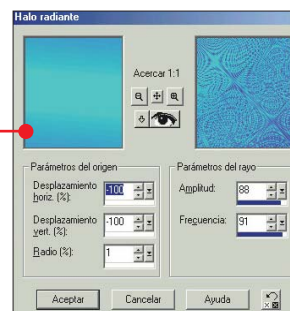 Halo radiante
Acercar 1:1
Parámetros del origen
Desplazamiento horiz. (%): -100
Desplazamiento vert. (%): -100
Radio (%): 1
Parámetros del rayo
Amplitud: 88
Frecuencia: 91
Aceptar
Cancelar
Ayuda